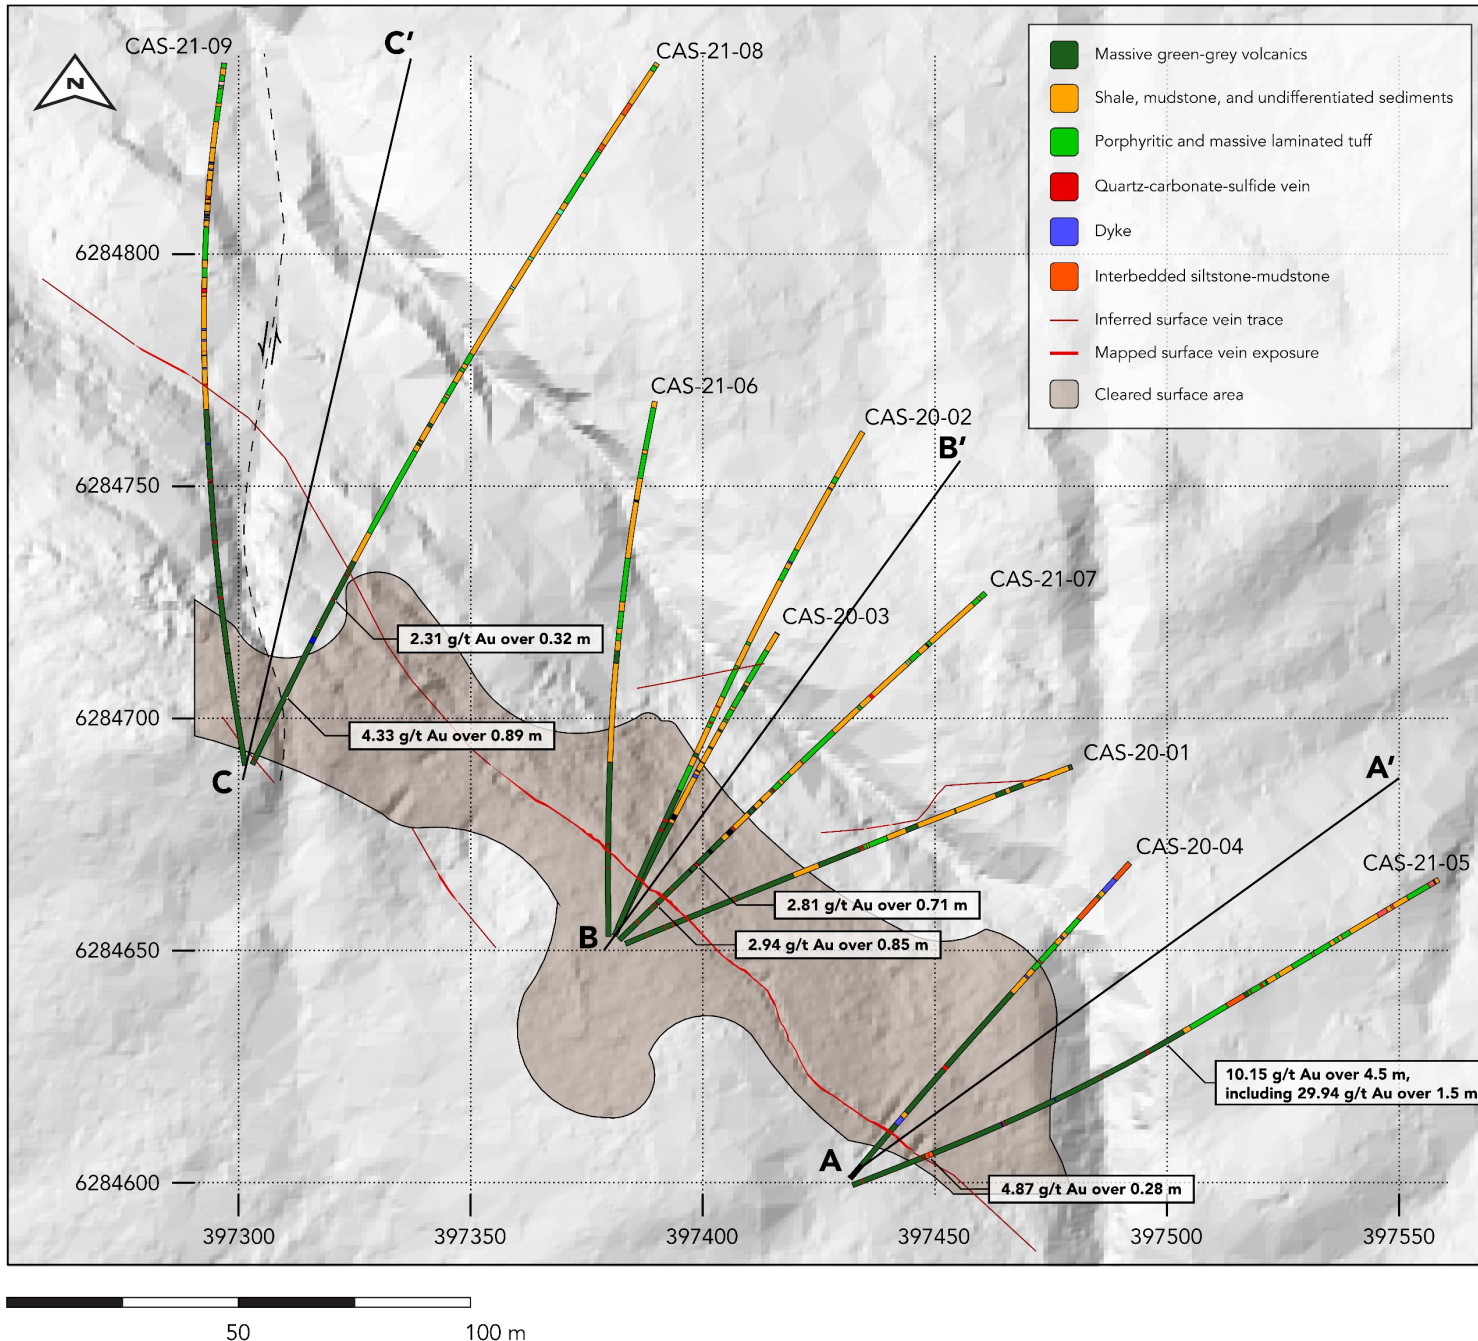 CAS-21-09
C′
CAS-21-08
N
Massive green-grey volcanics
Shale, mudstone, and undifferentiated sediments
Porphyritic and massive laminated tuff
Quartz-carbonate-sulfide vein
Dyke
Interbedded siltstone-mudstone
Inferred surface vein trace
Mapped surface vein exposure
Cleared surface area
6284800
CAS-21-06
CAS-20-02
B′
6284750
CAS-21-07
CAS-20-03
2.31 g/t Au over 0.32 m
6284700
4.33 g/t Au over 0.89 m
C
CAS-20-01
A′
CAS-20-04
CAS-21-05
2.81 g/t Au over 0.71 m
B
2.94 g/t Au over 0.85 m
6284650
10.15 g/t Au over 4.5 m,
including 29.94 g/t Au over 1.5 m
A
6284600
4.87 g/t Au over 0.28 m
397300
397350
397400
397450
397500
397550
50
100 m